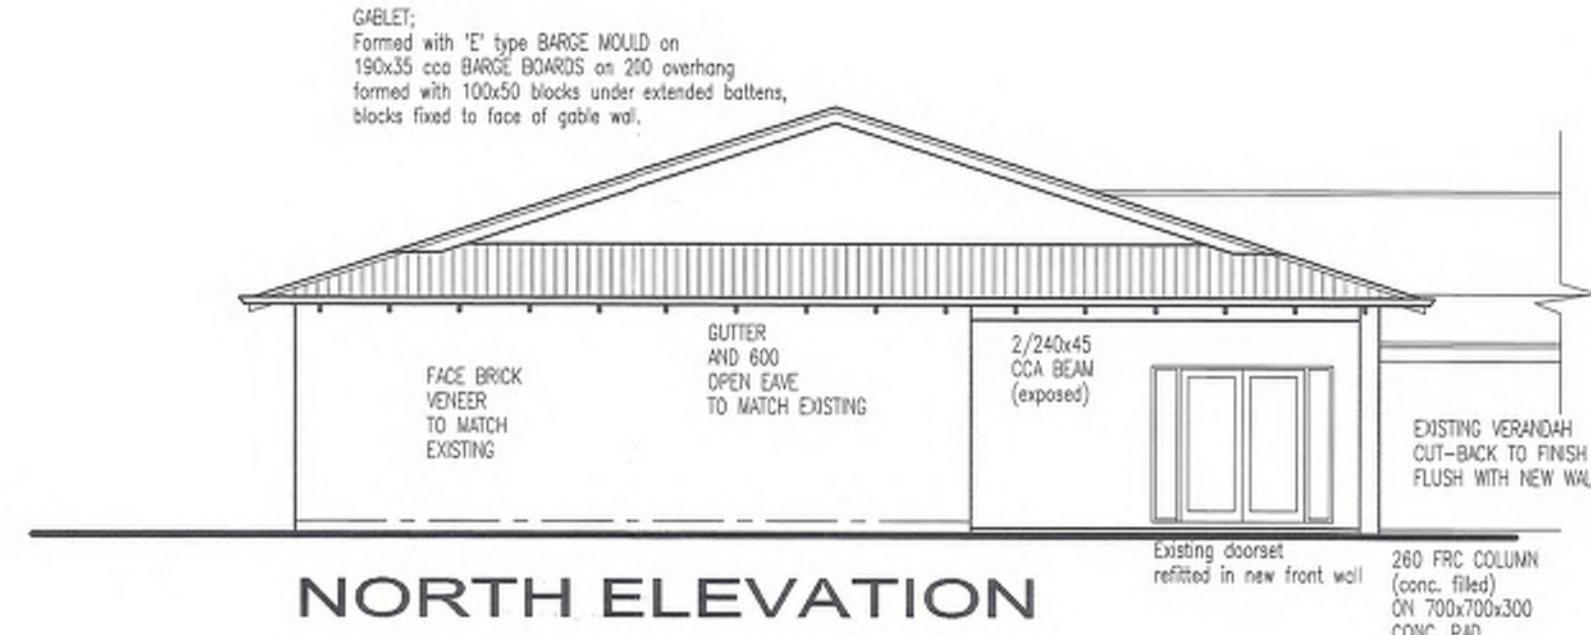 GABLET;
Formed with 'E' type BARGE MOULD on
190x35 cca BARGE BOARDS on 200 overhang
formed with 100x50 blocks under extended battens,
blocks fixed to face of gable wal.
GUTTER
AND 600
OPEN EAVE
TO MATCH EXISTING
2/240x45
CCA BEAM
(exposed)
FACE BRICK
VENEER
TO MATCH
EXISTING
EXISTING VERANDAH
CUT-BACK TO FINISH
FLUSH WITH NEW WAL
Existing doorset
refitted in new front wall
260 FRC COLUMN
(conc. filled)
ON 700x700x300
CONC. PAD
NORTH ELEVATION